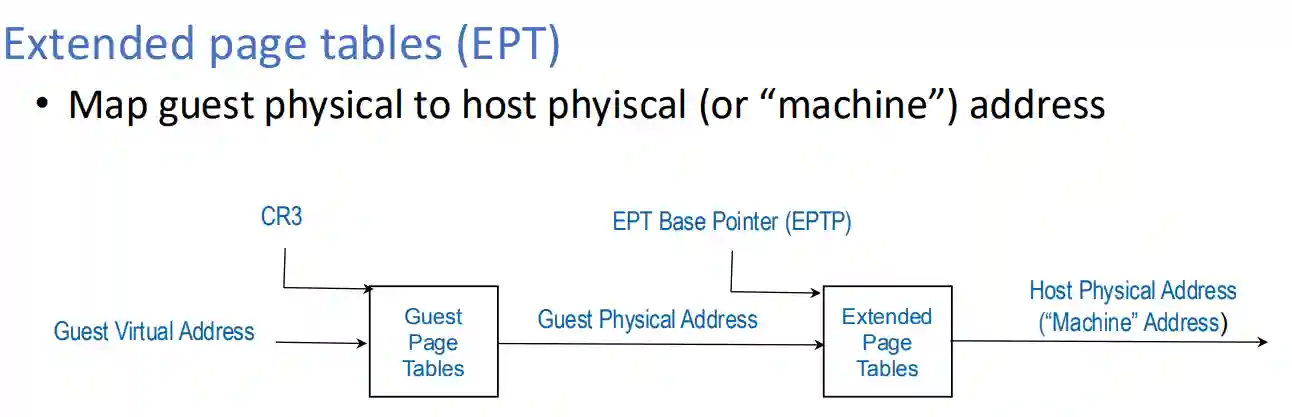 Extended page tables (EPT)
• Map guest physical to host phyiscal (or “machine”) address
CR3
EPT Base Pointer (EPTP)
Guest Virtual Address
Guest
Page
Tables
Guest Physical Address
Extended
Page
Tables
Host Physical Address
(“Machine” Address)